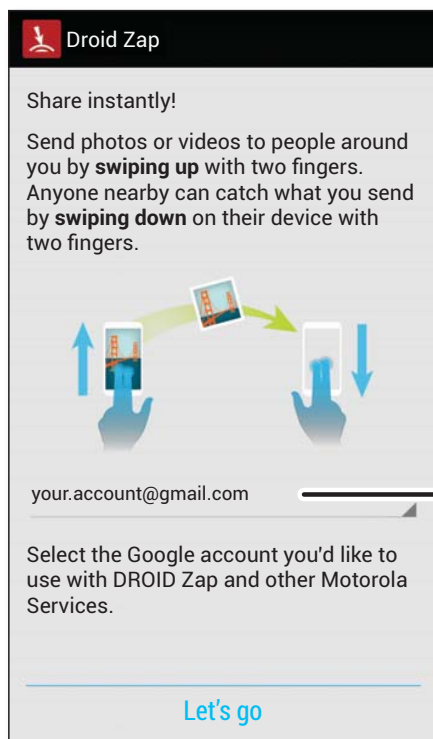 Droid Zap
Share instantly!
Send photos or videos to people around
you by swiping up with two fingers.
Anyone nearby can catch what you send
by swiping down on their device with
two fingers.
your.account@gmail.com
Select the Google account you'd like to
use with DROID Zap and other Motorola
Services.
Let's go